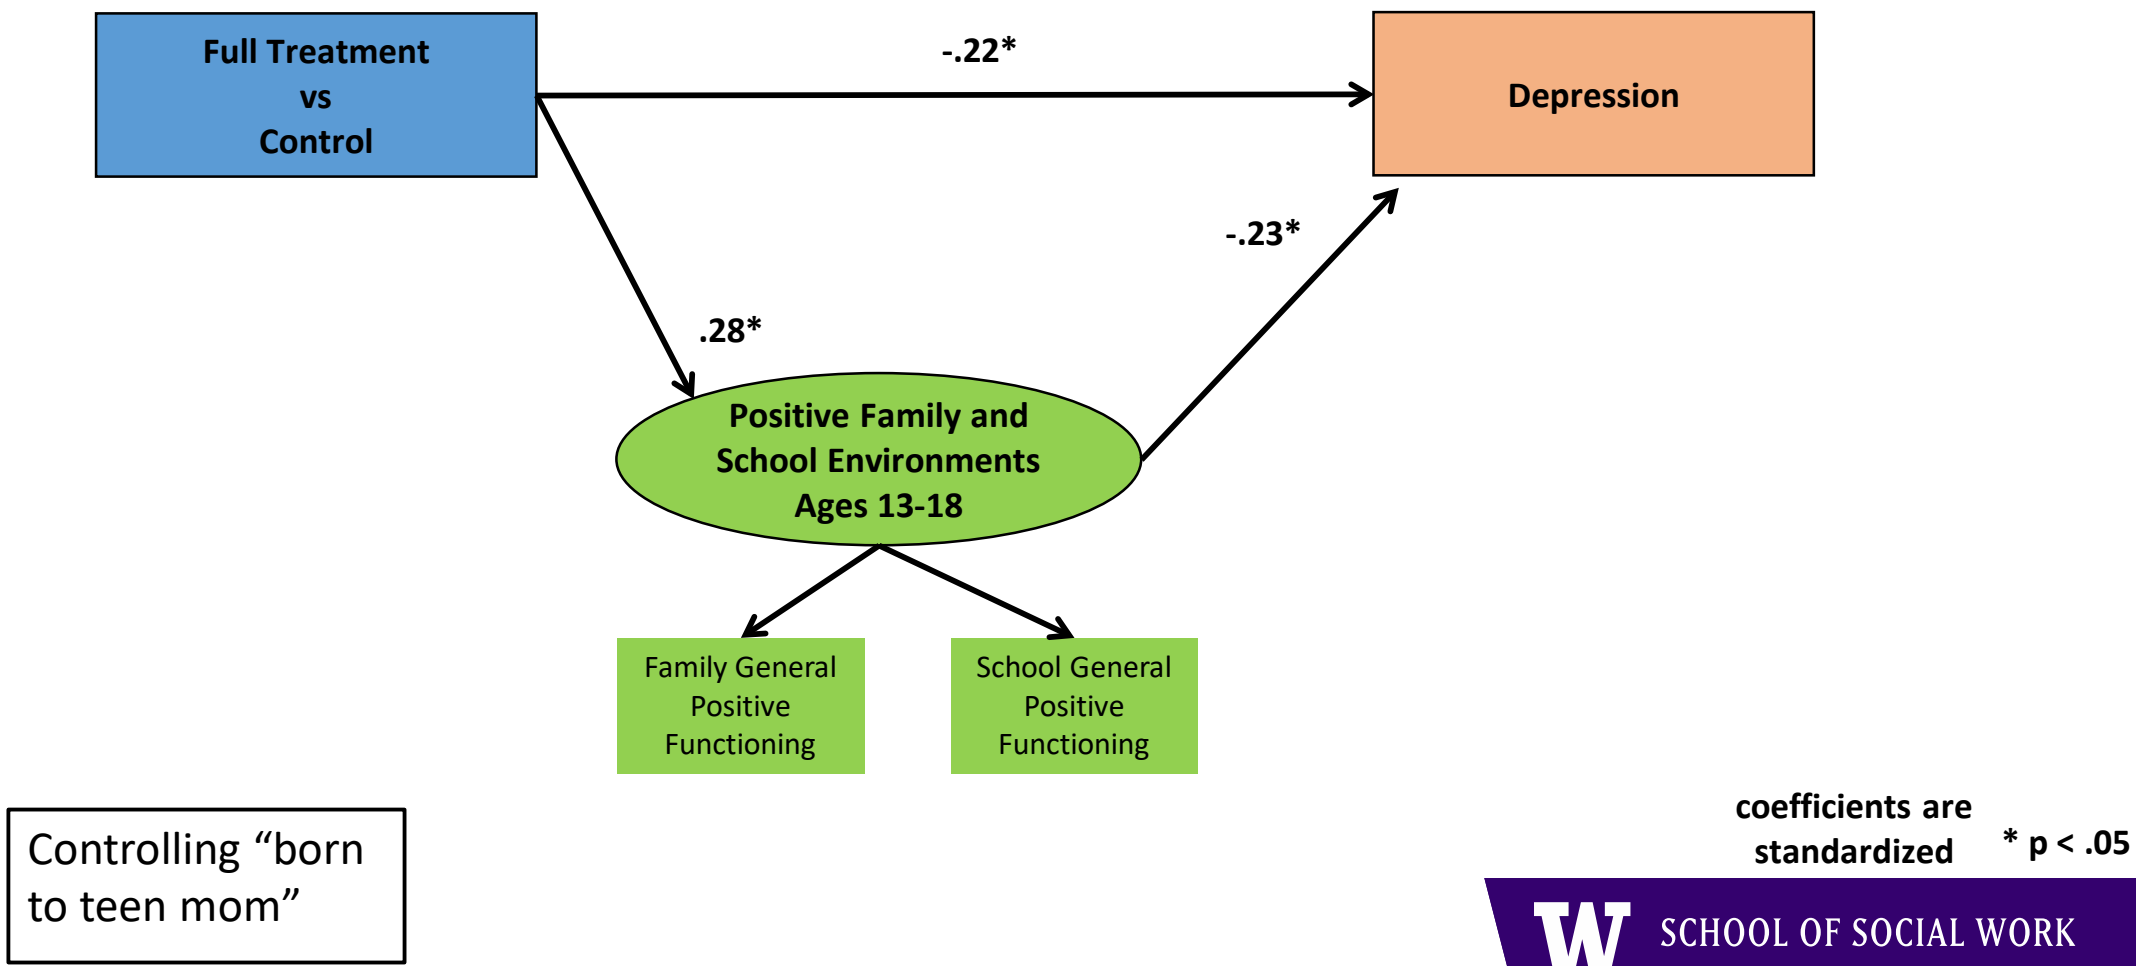 Full Treatment
vs
Control
-.22*
Depression
-.23*
.28*
Positive Family and
School Environments
Ages 13-18
Family General
Positive
Functioning
School General
Positive
Functioning
Controlling “born
to teen mom”
coefficients are
standardized
* p < .05
W SCHOOL OF SOCIAL WORK